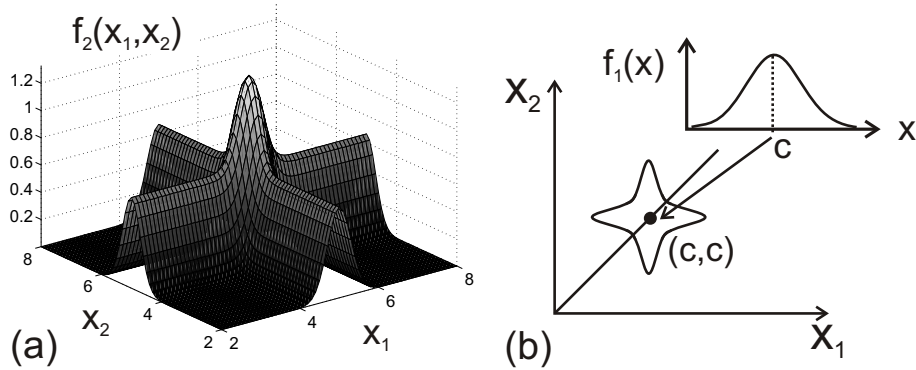 f₂(x₁,x₂)
1.2
1
0.8
0.6
0.4
0.2
8
6
4
2
2
4
6
8
x₂
x₁
(a)
x₂
f₁(x)
x
c
(c,c)
x₁
(b)